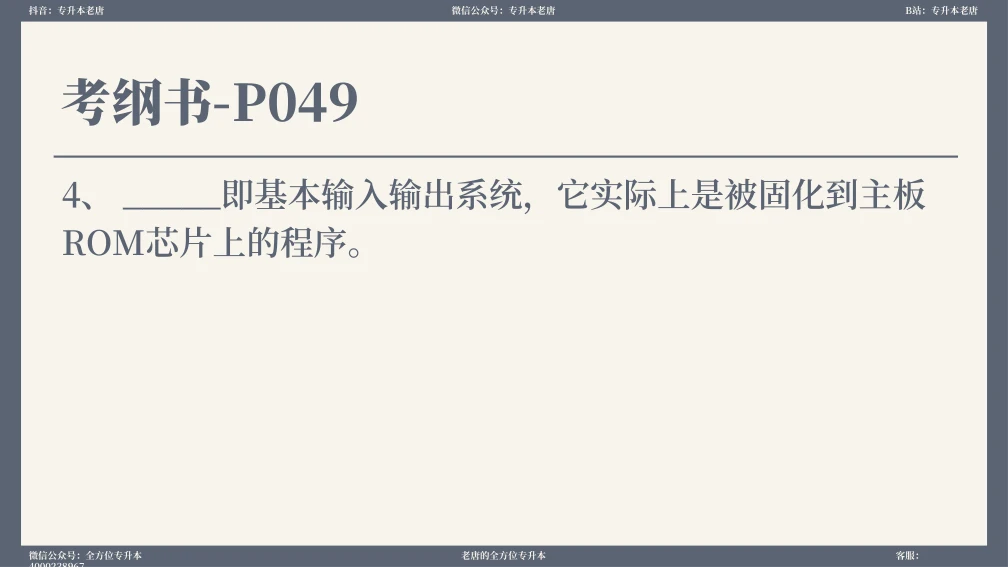 抖音：专升本老唐
微信公众号：专升本老唐
B站：专升本老唐
考纲书-P049
4、 ______即基本输入输出系统，它实际上是被固化到主板
ROM芯片上的程序。
微信公众号：全方位专升本
老唐的全方位专升本
客服：
4000238967